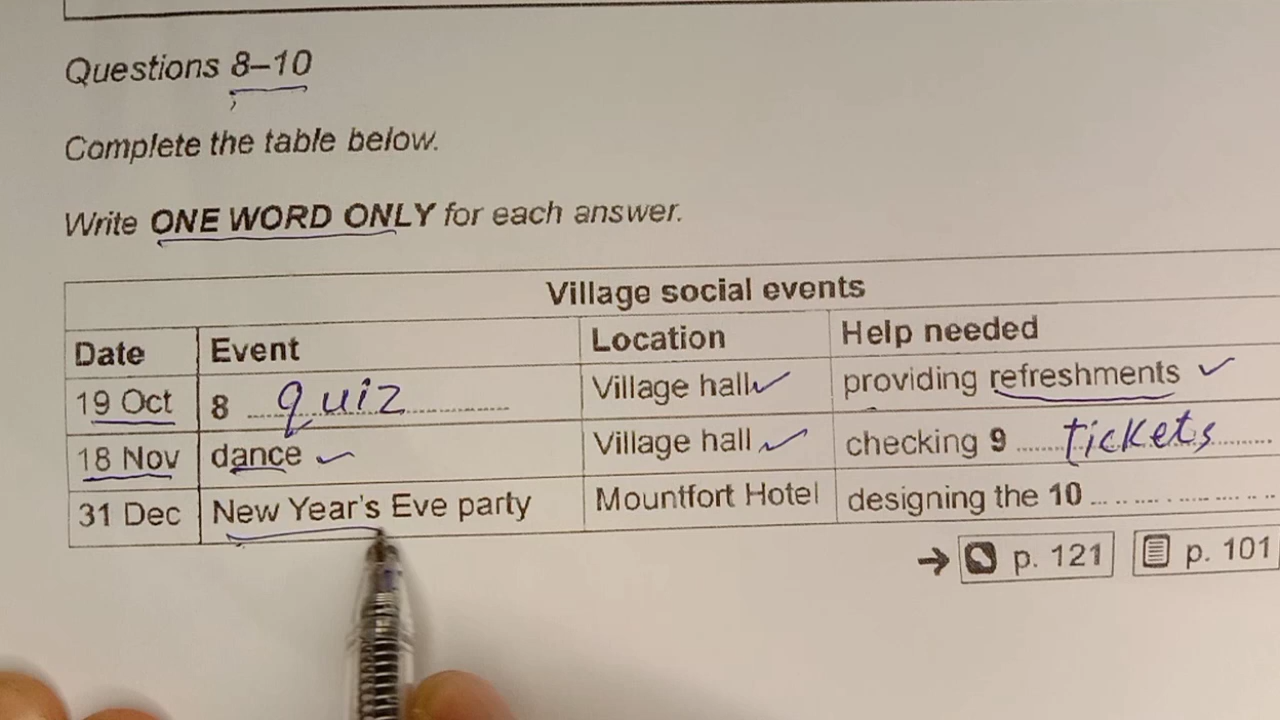 Questions 8–10
Complete the table below.
Write ONE WORD ONLY for each answer.
Village social events
Date Event Location Help needed
19 Oct 8 quiz Village hall providing refreshments
18 Nov dance Village hall checking 9 tickets
31 Dec New Year's Eve party Mountfort Hotel designing the 10
p. 121 p. 101